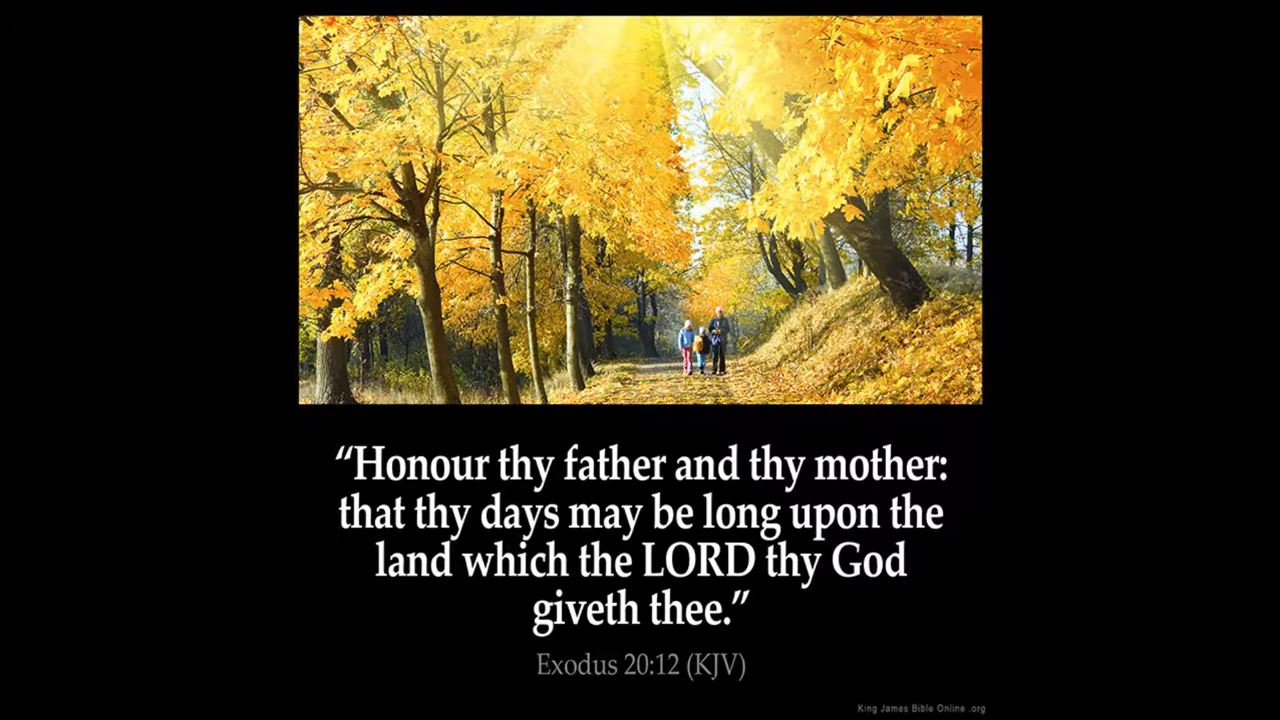 “Honour thy father and thy mother:
that thy days may be long upon the
land which the LORD thy God
giveth thee.”
Exodus 20:12 (KJV)
King James Bible Online .org